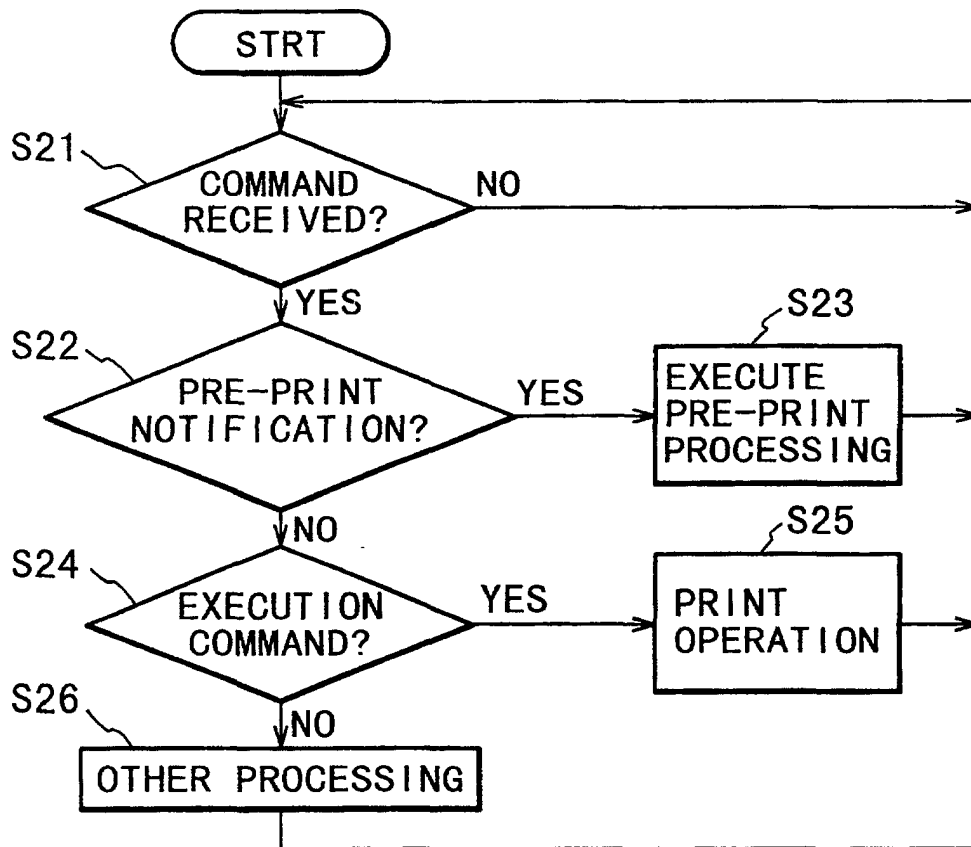 STRT
S21
COMMAND
RECEIVED?
NO
YES
S22
PRE-PRINT
NOTIFICATION?
YES
S23
EXECUTE
PRE-PRINT
PROCESSING
NO
S24
EXECUTION
COMMAND?
YES
S25
PRINT
OPERATION
NO
S26
OTHER PROCESSING